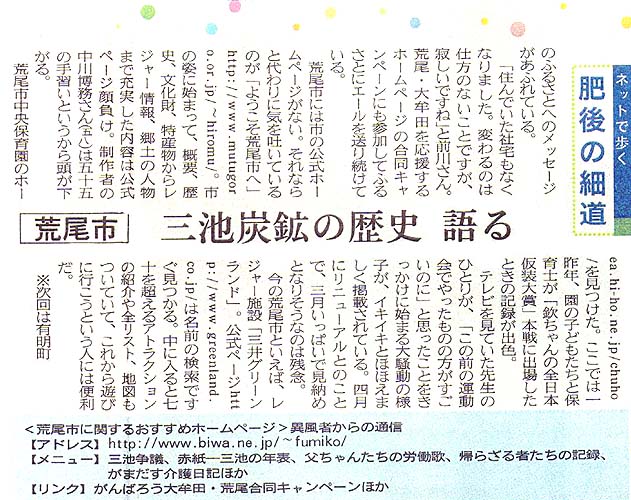 ネットで歩く
肥後の細道
荒尾市
三池炭鉱の歴史 語る
のふるさとへのメッセージ
があふれている。
「住んでいた社宅もなく
なりました。変わるのは
仕方のないことですが、
寂しいですね」と前川さん。
荒尾・大牟田を応援する
ホームページの合同キャ
ンペーンにも参加してふる
さとにエールを送り続けて
いる。
荒尾市には市の公式ホー
ムページがない。それなら
と代わりに気を吐いている
のが「ようこそ荒尾市へ」
http://www.mutugor
o.or.jp/~hiromu/。市
の姿に始まって、概要、歴
史、文化財、特産物からレ
ジャー情報、郷土の人物
まで充実した内容は公式
ページ顔負け。制作者の
中川博務さんは五十五
の手習いというから頭が下
がる。
荒尾市中央保育園のホー
ea.hi-ho.ne.jp/chuho
/を見つけた。ここでは一
昨年、園の子どもたちと保
育士が「欽ちゃんの全日本
仮装大賞」本戦に出場した
ときの記録が出色。
テレビを見ていた先生の
ひとりが、「この前の運動
会でやったものの方がすご
いのに」と思ったことをき
っかけに始まる大騒動の様
子が、イキイキとほほえま
しく掲載されている。四月
にリニューアルとのこと
で、三月いっぱいで見納め
となりそうなのは残念。
今の荒尾市といえば、レ
ジャー施設「三井グリーン
ランド」。公式ページhtt
p://www.greenland.
co.jp/は名前の検索です
ぐ見つかる。中に入ると七
十を超えるアトラクション
の紹介や全リスト、地図も
ついていて、これから遊び
に行こうという人には便利
だ。
※次回は有明町
<荒尾市に関するおすすめホームページ>異風者からの通信
【アドレス】http://www.biwa.ne.jp/~fumiko/
【メニュー】三池争議、赤紙―三池の年表、父ちゃんたちの労働歌、帰らざる者たちの記録、
がまだす介護日記ほか
【リンク】がんばろう大牟田・荒尾合同キャンペーンほか